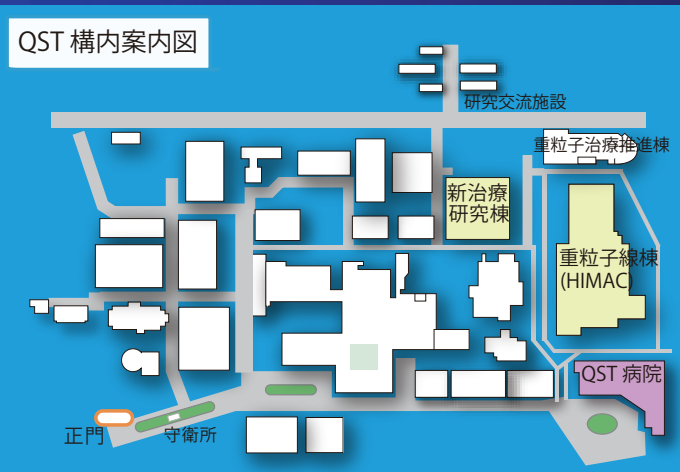 QST 構内案内図
研究交流施設
重粒子治療推進棟
新治療
研究棟
重粒子線棟
(HIMAC)
QST 病院
正門
守衛所